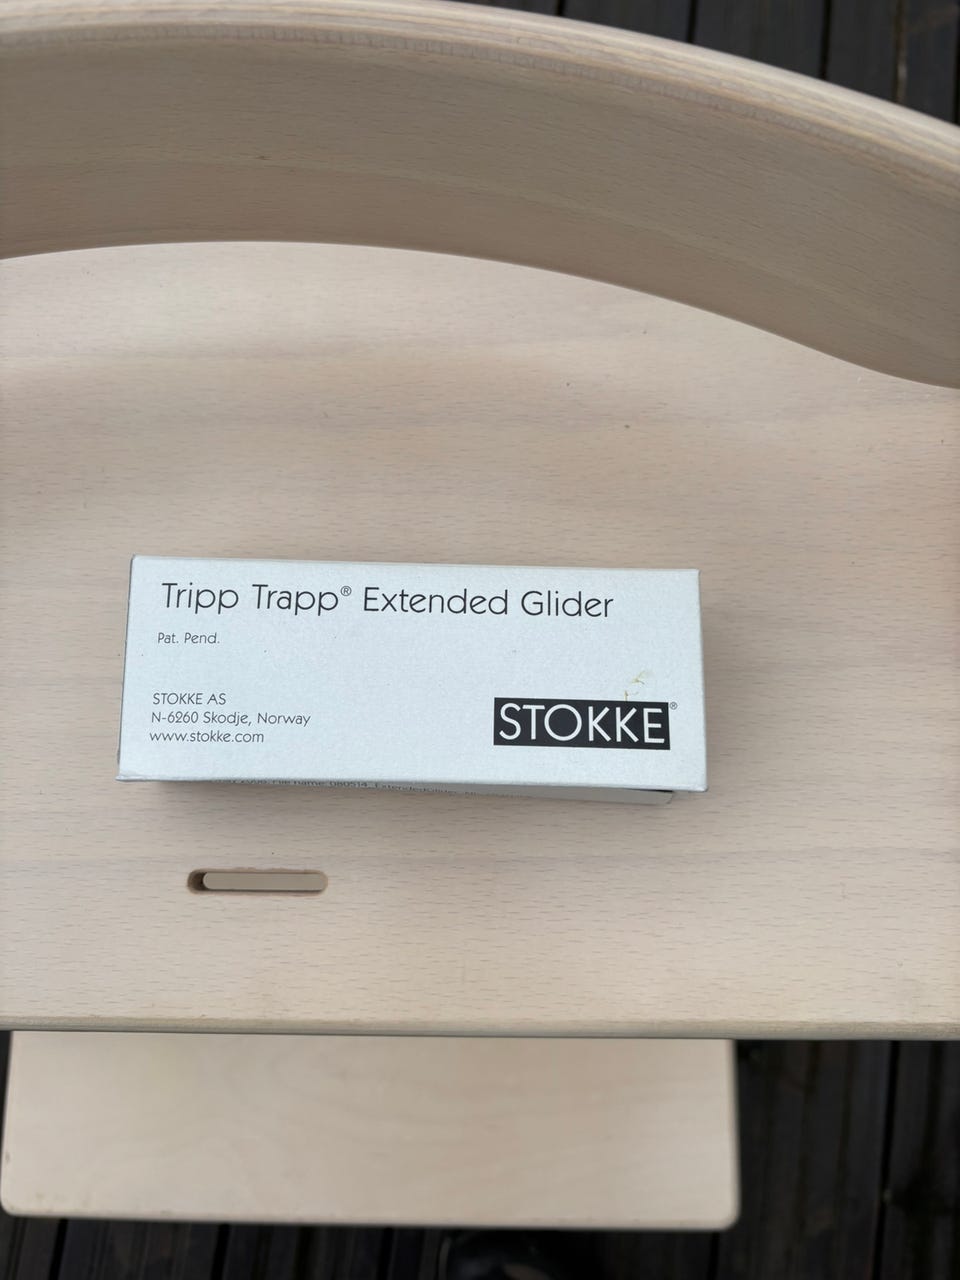 Tripp Trapp® Extended Glider
Pat. Pend.
STOKKE AS
N-6260 Skodje, Norway
www.stokke.com
STOKKE®